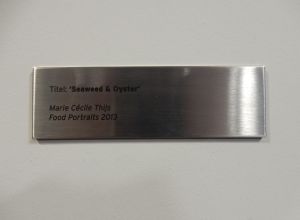 Titel: 'Seaweed & Oyster'
Marie Cécile Thijs
Food Portraits 2013